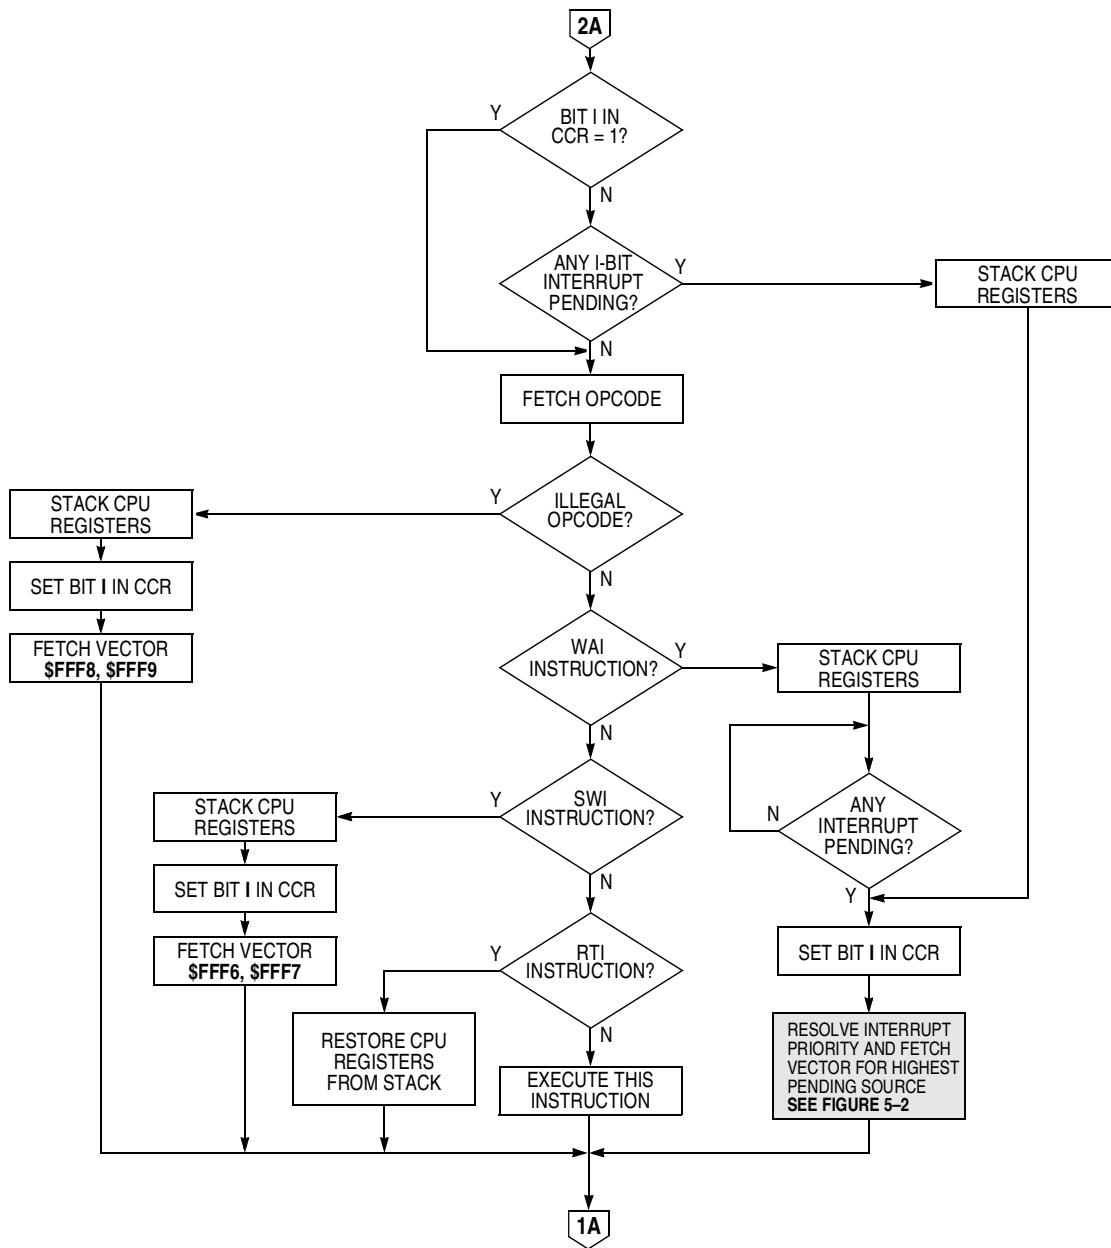 2A
Y
BIT I IN
CCR = 1?
N
ANY I-BIT
INTERRUPT
PENDING?
Y
STACK CPU
REGISTERS
N
FETCH OPCODE
STACK CPU
REGISTERS
Y
ILLEGAL
OPCODE?
N
SET BIT I IN CCR
FETCH VECTOR
$FFF8, $FFF9
WAI
INSTRUCTION?
Y
STACK CPU
REGISTERS
N
STACK CPU
REGISTERS
Y
SWI
INSTRUCTION?
N
ANY
INTERRUPT
PENDING?
N
Y
SET BIT I IN CCR
FETCH VECTOR
$FFF6, $FFF7
Y
RTI
INSTRUCTION?
N
SET BIT I IN CCR
RESTORE CPU
REGISTERS
FROM STACK
EXECUTE THIS
INSTRUCTION
RESOLVE INTERRUPT
PRIORITY AND FETCH
VECTOR FOR HIGHEST
PENDING SOURCE
SEE FIGURE 5–2
1A